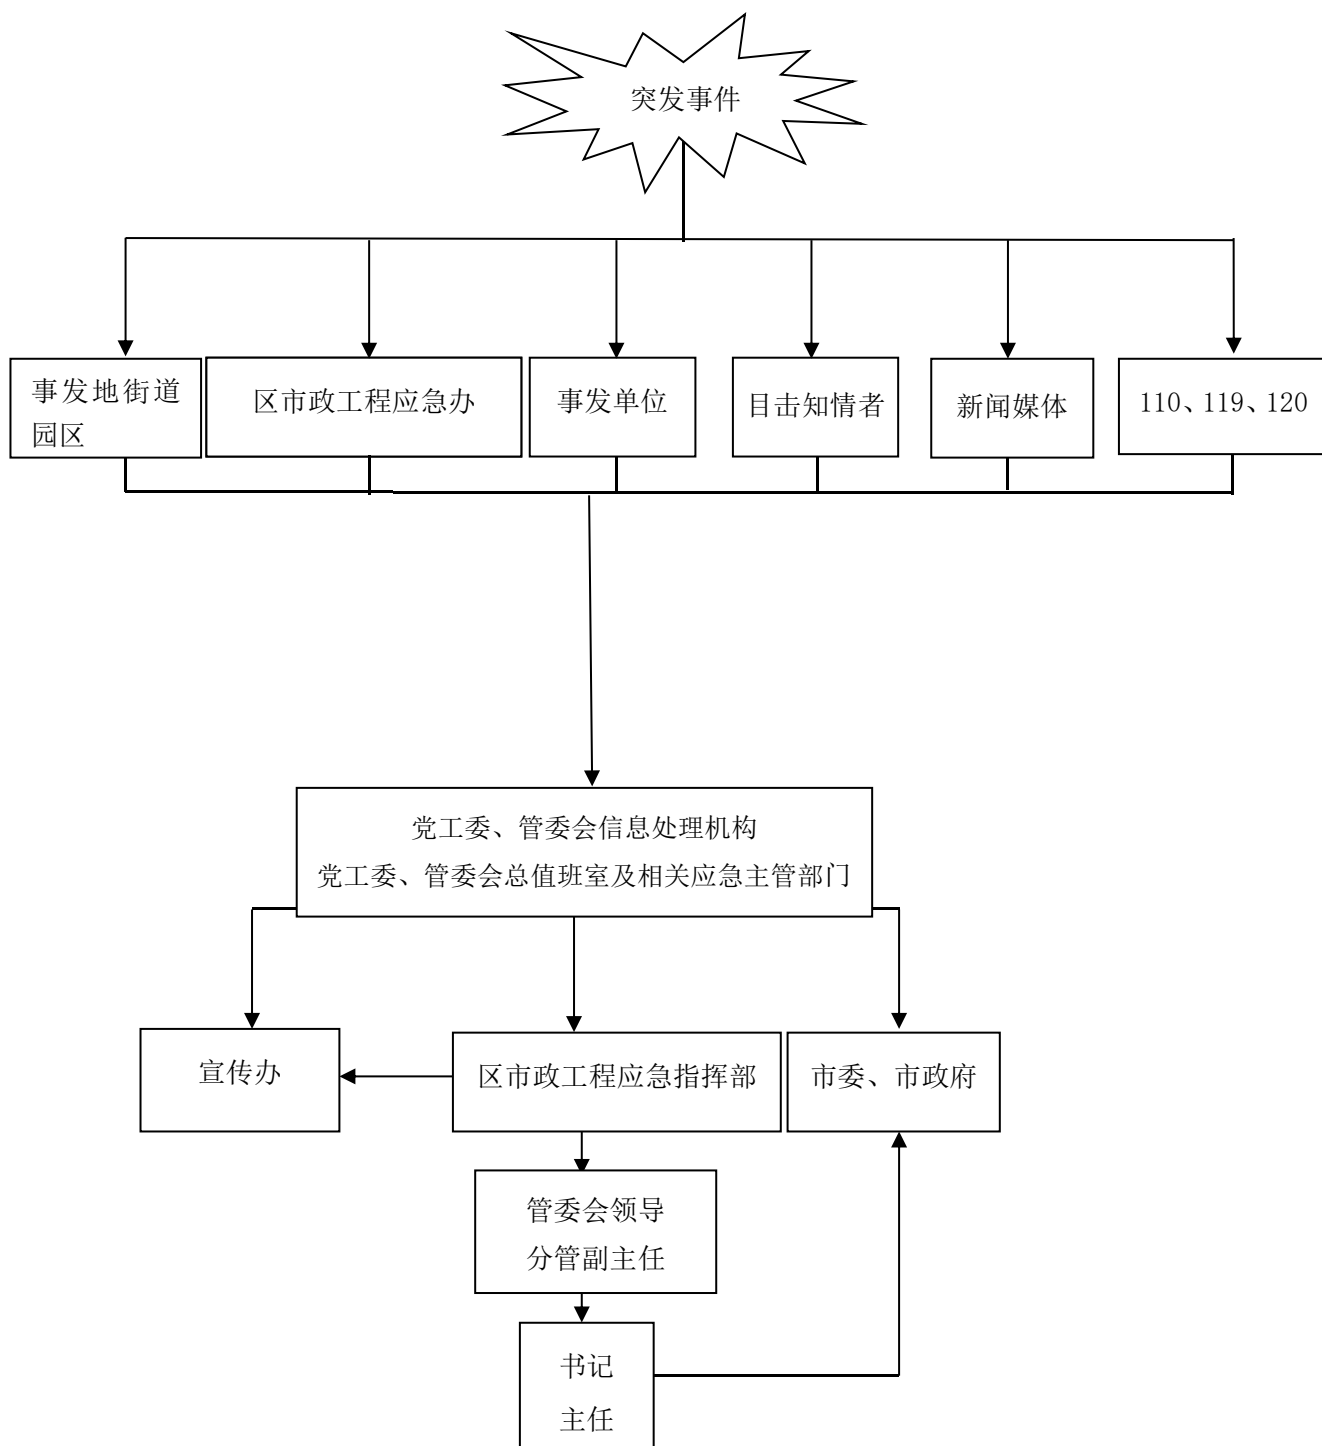 突发事件
事发地街道
园区
区市政工程应急办
事发单位
目击知情者
新闻媒体
110、119、120
党工委、管委会信息处理机构
党工委、管委会总值班室及相关应急主管部门
宣传办
区市政工程应急指挥部
市委、市政府
管委会领导
分管副主任
书记
主任